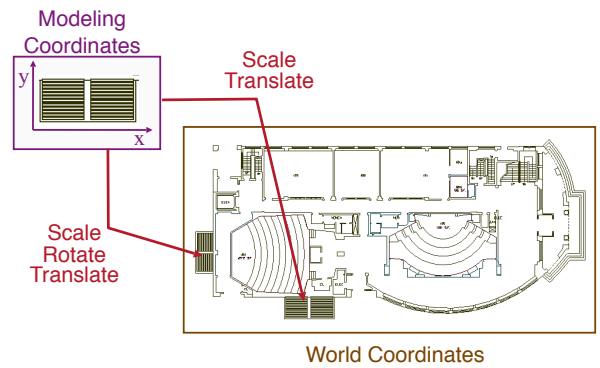 Modeling
Coordinates
y
x
Scale
Translate
Scale
Rotate
Translate
World Coordinates